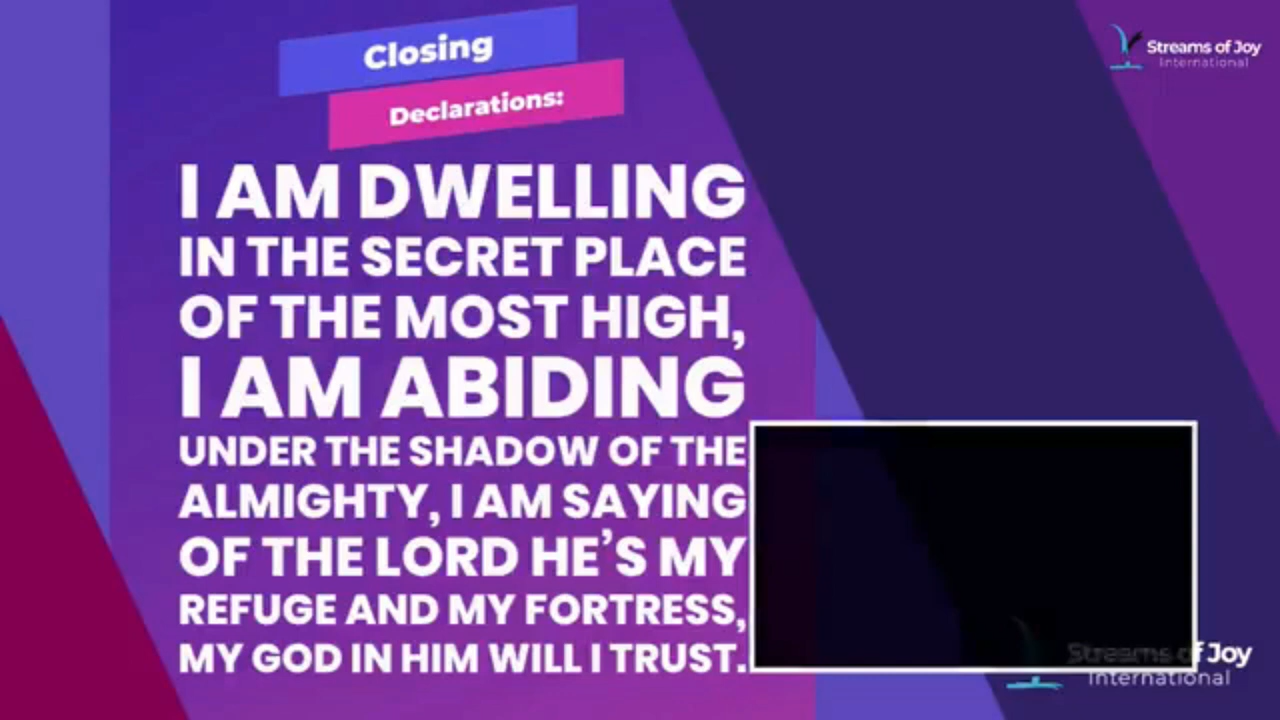 Closing
Declarations:
Streams of Joy
International
I AM DWELLING
IN THE SECRET PLACE
OF THE MOST HIGH,
I AM ABIDING
UNDER THE SHADOW OF THE
ALMIGHTY, I AM SAYING
OF THE LORD HE’S MY
REFUGE AND MY FORTRESS,
MY GOD IN HIM WILL I TRUST.
Streams of Joy
International